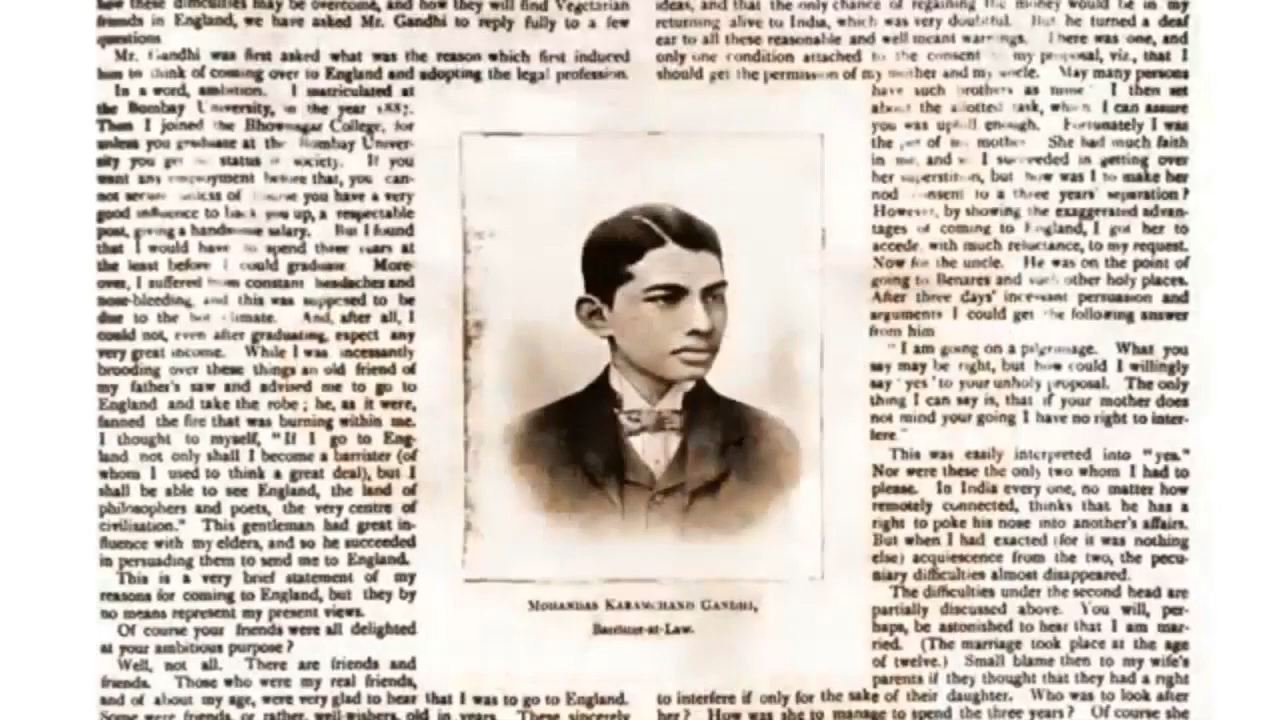 how these difficulties may be overcome, and how they will find Vegetarian
friends in England, we have asked Mr. Gandhi to reply fully to a few
questions
Mr. Gandhi was first asked what was the reason which first induced
him to think of coming over to England and adopting the legal profession.
In a word, ambition. I matriculated at
the Bombay University, in the year 1887.
Then I joined the Bhownagar College, for
unless you graduate at the Bombay Univer-
sity you get no status in society. If you
want any employment before that, you can-
not secure unless of course you have a very
good influence to back you up, a respectable
post, giving a handsome salary. But I found
that I would have to spend three years at
the least before I could graduate. More-
over, I suffered from constant headaches and
nose-bleeding, and this was supposed to be
due to the hot climate. And, after all, I
could not, even after graduating, expect any
very great income. While I was incessantly
brooding over these things an old friend of
my father's saw and advised me to go to
England and take the robe; he, as it were,
fanned the fire that was burning within me.
I thought to myself, "If I go to Eng-
land not only shall I become a barrister (of
whom I used to think a great deal), but I
shall be able to see England, the land of
philosophers and poets, the very centre of
civilisation." This gentleman had great in-
fluence with my elders, and so he succeeded
in persuading them to send me to England.
This is a very brief statement of my
reasons for coming to England, but they by
no means represent my present views.
Of course your friends were all delighted
at your ambitious purpose?
Well, not all. There are friends and
friends. Those who were my real friends,
and of about my age, were very glad to hear that I was to go to England.
Some were friends, or rather, well-wishers, old in years. These sincerely
MOHANDAS KARAMCHAND GANDHI,
Barrister-at-Law.
ideas, and that the only chance of regaining the money would be in my
returning alive to India, which was very doubtful. But he turned a deaf
ear to all these reasonable and well meant warnings. There was one, and
only one condition attached to the consent to my proposal, viz., that I
should get the permission of my mother and my uncle. May many persons
have such brothers as mine! I then set
about the allotted task, which I can assure
you was uphill enough. Fortunately I was
the pet of my mother. She had much faith
in me, and so I succeeded in getting over
her superstition, but how was I to make her
nod consent to a three years' separation?
However, by showing the exaggerated advan-
tages of coming to England, I got her to
accede, with much reluctance, to my request.
Now for the uncle. He was on the point of
going to Benares and such other holy places.
After three days' incessant persuasion and
arguments I could get the following answer
from him
"I am going on a pilgrimage. What you
say may be right, but how could I willingly
say 'yes' to your unholy proposal. The only
thing I can say is, that if your mother does
not mind your going I have no right to inter-
fere."
This was easily interpreted into "yes."
Nor were these the only two whom I had to
please. In India every one, no matter how
remotely connected, thinks that he has a
right to poke his nose into another's affairs.
But when I had exacted (for it was nothing
else) acquiescence from the two, the pecu-
niary difficulties almost disappeared.
The difficulties under the second head are
partially discussed above. You will, per-
haps, be astonished to hear that I am mar-
ried. (The marriage took place at the age
of twelve.) Small blame then to my wife's
parents if they thought that they had a right
to interfere if only for the sake of their daughter. Who was to look after
her? How was she to manage to spend the three years? Of course she